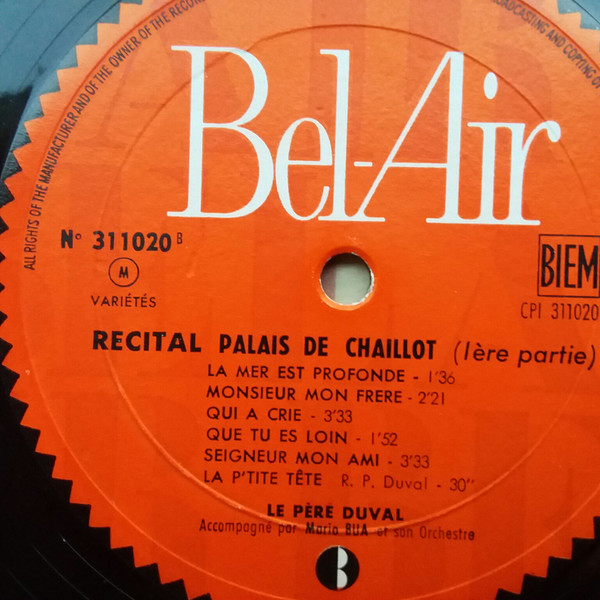 ALL RIGHTS OF THE MANUFACTURER AND OF THE OWNER OF THE RECOR
BROADCASTING AND COPYING OF
Bel-Air
N° 311020 B
M
VARIÉTÉS
BIEM
CPI 311020
RECITAL PALAIS DE CHAILLOT (1ère partie)
LA MER EST PROFONDE - 1'36
MONSIEUR MON FRERE - 2'21
QUI A CRIE - 3'33
QUE TU ES LOIN - 1'52
SEIGNEUR MON AMI - 3'33
LA P'TITE TÊTE R. P. Duval - 30"
LE PÈRE DUVAL
Accompagné par Maria BUA et son Orchestre
B